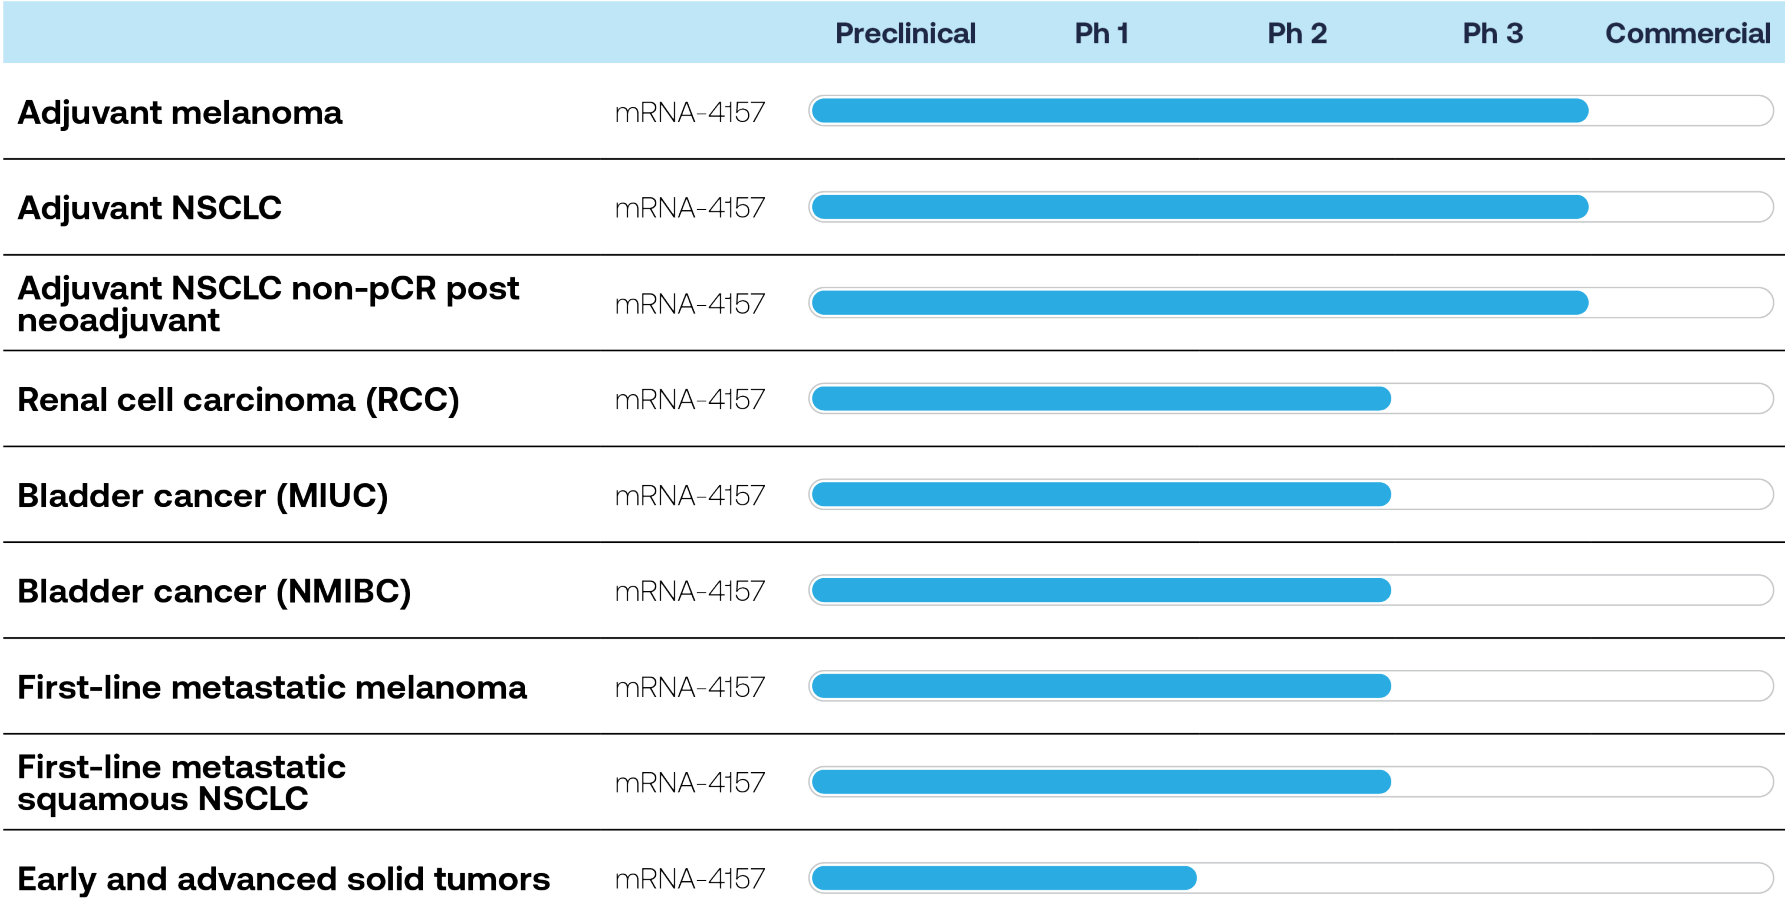 Preclinical Ph 1 Ph 2 Ph 3 Commercial
Adjuvant melanoma mRNA-4157
Adjuvant NSCLC mRNA-4157
Adjuvant NSCLC non-pCR post
neoadjuvant mRNA-4157
Renal cell carcinoma (RCC) mRNA-4157
Bladder cancer (MIUC) mRNA-4157
Bladder cancer (NMIBC) mRNA-4157
First-line metastatic melanoma mRNA-4157
First-line metastatic
squamous NSCLC mRNA-4157
Early and advanced solid tumors mRNA-4157